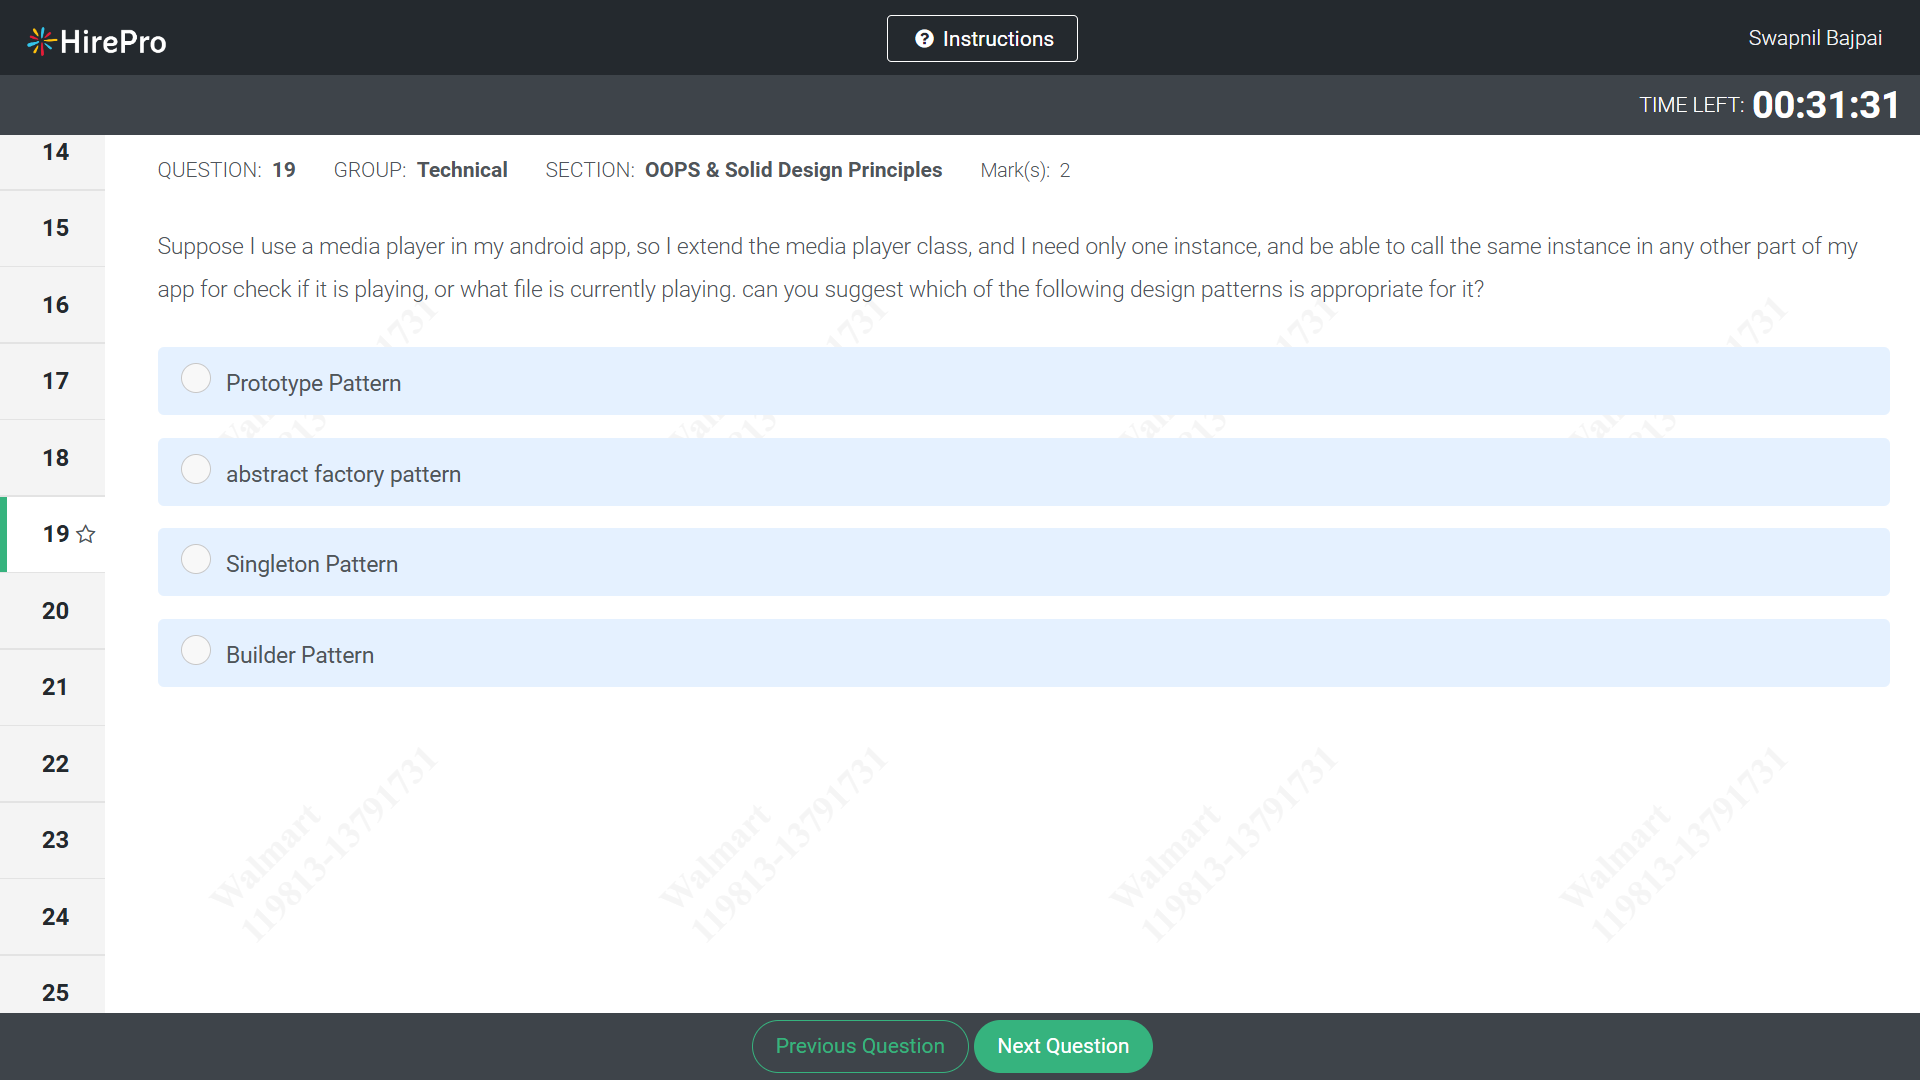 HirePro
Instructions
Swapnil Bajpai
TIME LEFT: 00:31:31
14
15
16
17
18
19
20
21
22
23
24
25
QUESTION: 19 GROUP: Technical SECTION: OOPS & Solid Design Principles Mark(s): 2
Suppose I use a media player in my android app, so I extend the media player class, and I need only one instance, and be able to call the same instance in any other part of my
app for check if it is playing, or what file is currently playing. can you suggest which of the following design patterns is appropriate for it?
Prototype Pattern
abstract factory pattern
Singleton Pattern
Builder Pattern
1731
1731
1731
1731
Walmart
119813-13791731
Walmart
119813-13791731
Walmart
119813-13791731
Walmart
119813-13791731
Previous Question
Next Question